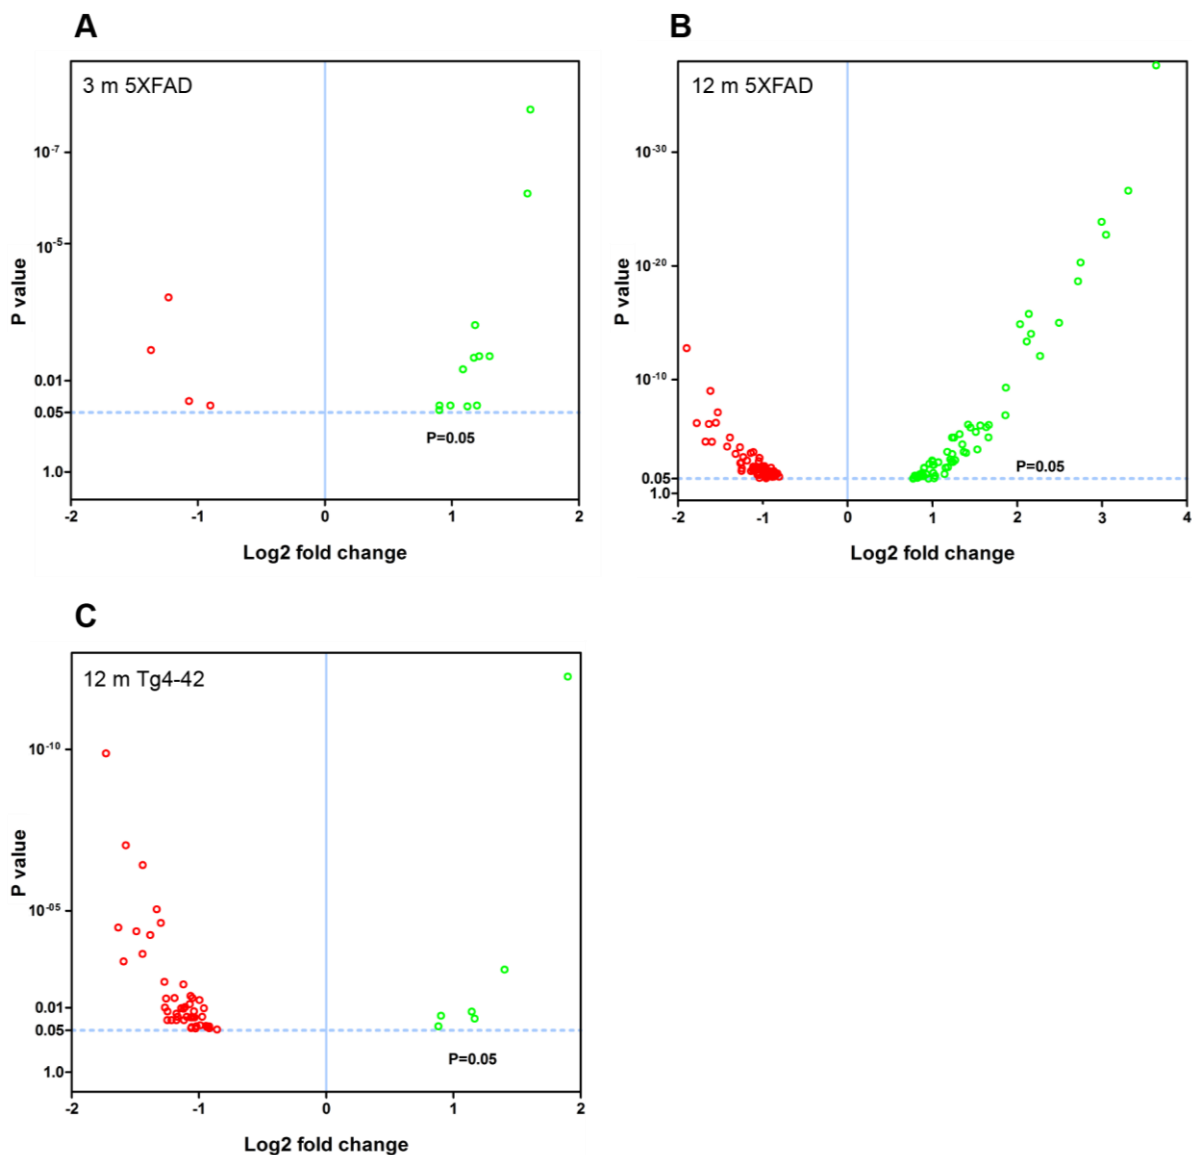 A
3 m 5XFAD
P value
10-7
10-5
0.01
0.05
1.0
P=0.05
-2 -1 0 1 2
Log2 fold change
B
12 m 5XFAD
P value
10-30
10-20
10-10
0.05
1.0
P=0.05
-2 -1 0 1 2 3 4
Log2 fold change
C
12 m Tg4-42
P value
10-10
10-05
0.01
0.05
1.0
P=0.05
-2 -1 0 1 2
Log2 fold change